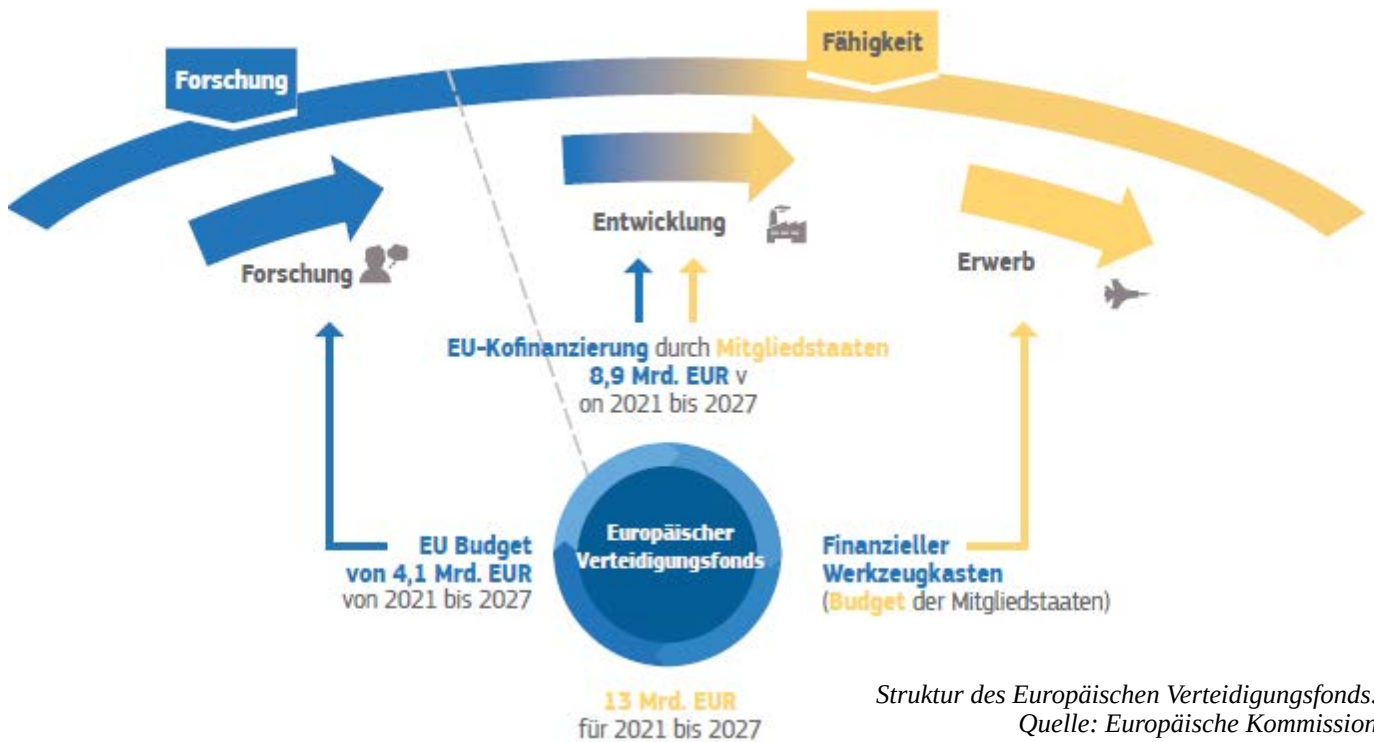 Fähigkeit
Forschung
Entwicklung
Forschung
Erwerb
EU-Kofinanzierung durch Mitgliedstaaten
8,9 Mrd. EUR v
on 2021 bis 2027
Europäischer
Verteidigungsfonds
EU Budget
von 4,1 Mrd. EUR
von 2021 bis 2027
Finanzieller
Werkzeugkasten
(Budget der Mitgliedstaaten)
13 Mrd. EUR
für 2021 bis 2027
Struktur des Europäischen Verteidigungsfonds.
Quelle: Europäische Kommission